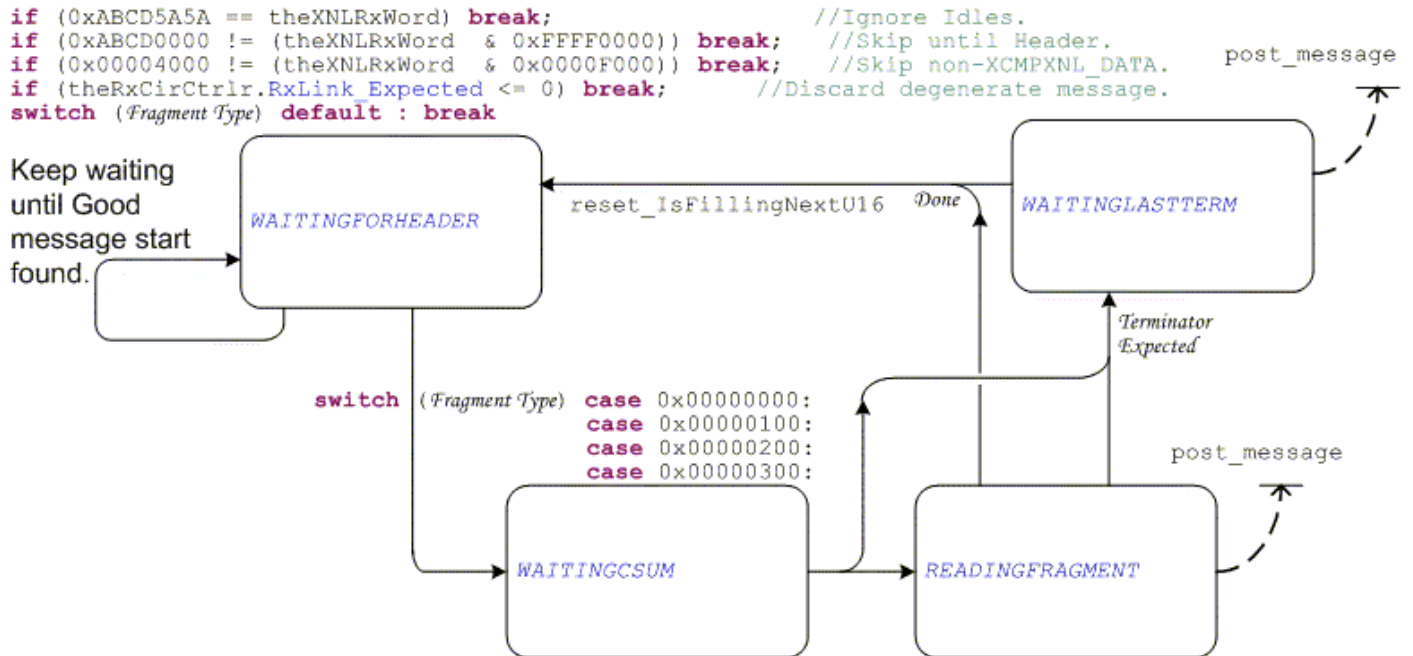 if (0xABCD5A5A == theXNLRxWord) break; //Ignore Idles.
if (0xABCD0000 != (theXNLRxWord & 0xFFFF0000)) break; //Skip until Header.
if (0x00004000 != (theXNLRxWord & 0x0000F000)) break; //Skip non-XCMPXNL_DATA.
if (theRxCirCtrlr.RxLink_Expected <= 0) break; //Discard degenerate message.
switch (Fragment Type) default : break
post_message
Keep waiting
until Good
message start
found.
WAITINGFORHEADER
reset_IsFillingNextU16
Done
WAITINGLASTTERM
Terminator
Expected
switch (Fragment Type) case 0x00000000:
case 0x00000100:
case 0x00000200:
case 0x00000300:
post_message
WAITINGCSUM
READINGFRAGMENT